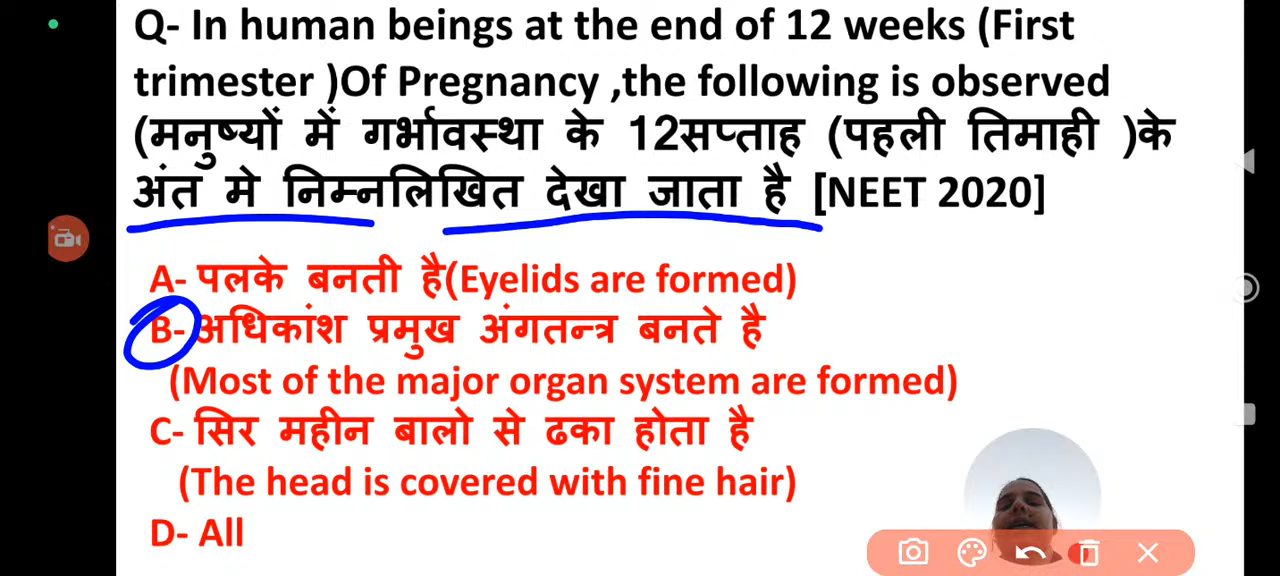 Q- In human beings at the end of 12 weeks (First
trimester )Of Pregnancy ,the following is observed
(मनुष्यों में गर्भावस्था के 12सप्ताह (पहली तिमाही )के
अंत मे निम्नलिखित देखा जाता है [NEET 2020]
A- पलके बनती है(Eyelids are formed)
B- अधिकांश प्रमुख अंगतन्त्र बनते है
(Most of the major organ system are formed)
C- सिर महीन बालो से ढका होता है
(The head is covered with fine hair)
D- All